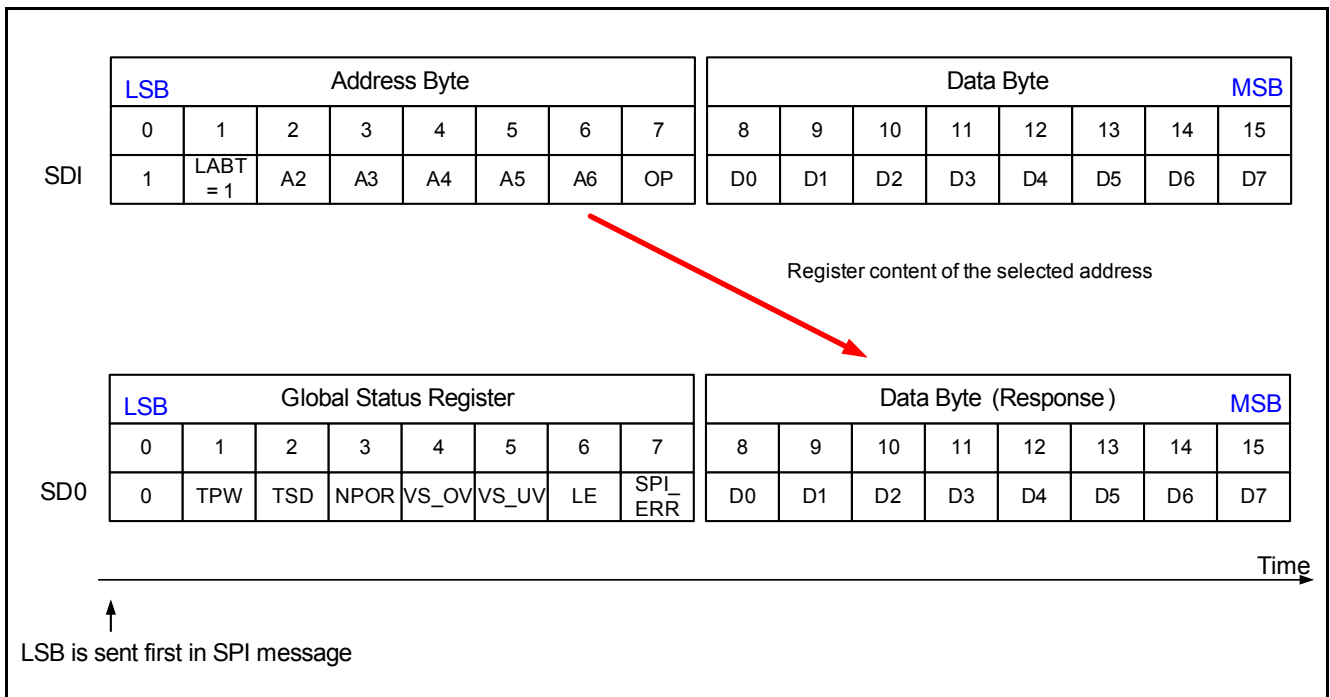 LSB Address Byte Data Byte MSB
0 1 2 3 4 5 6 7 8 9 10 11 12 13 14 15
SDI 1 LABT = 1 A2 A3 A4 A5 A6 OP D0 D1 D2 D3 D4 D5 D6 D7
Register content of the selected address
LSB Global Status Register Data Byte (Response) MSB
0 1 2 3 4 5 6 7 8 9 10 11 12 13 14 15
SD0 0 TPW TSD NPOR VS_OV VS_UV LE SPI_ ERR D0 D1 D2 D3 D4 D5 D6 D7
Time
LSB is sent first in SPI message